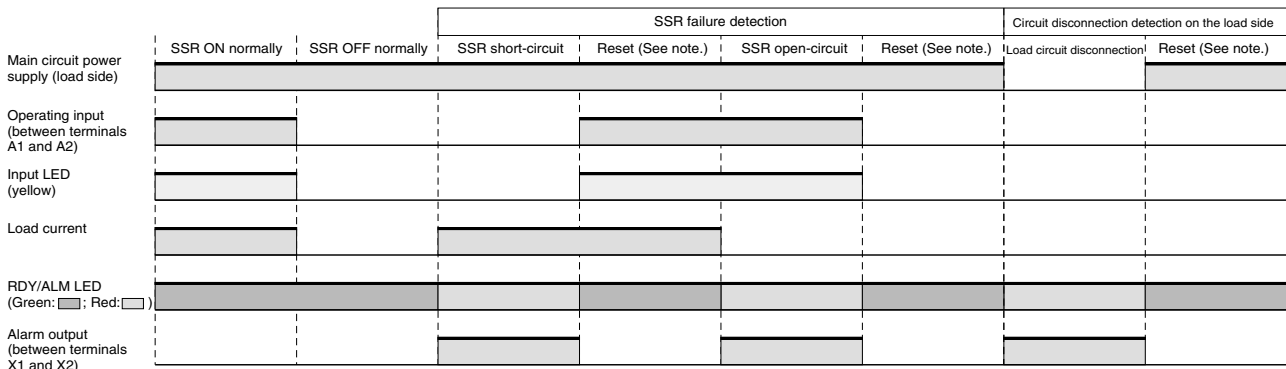 SSR failure detection
Circuit disconnection detection on the load side
SSR ON normally
SSR OFF normally
SSR short-circuit
Reset (See note.)
SSR open-circuit
Reset (See note.)
Load circuit disconnection
Reset (See note.)
Main circuit power
supply (load side)
Operating input
(between terminals
A1 and A2)
Input LED
(yellow)
Load current
RDY/ALM LED
(Green: ; Red: )
Alarm output
(between terminals
X1 and X2)